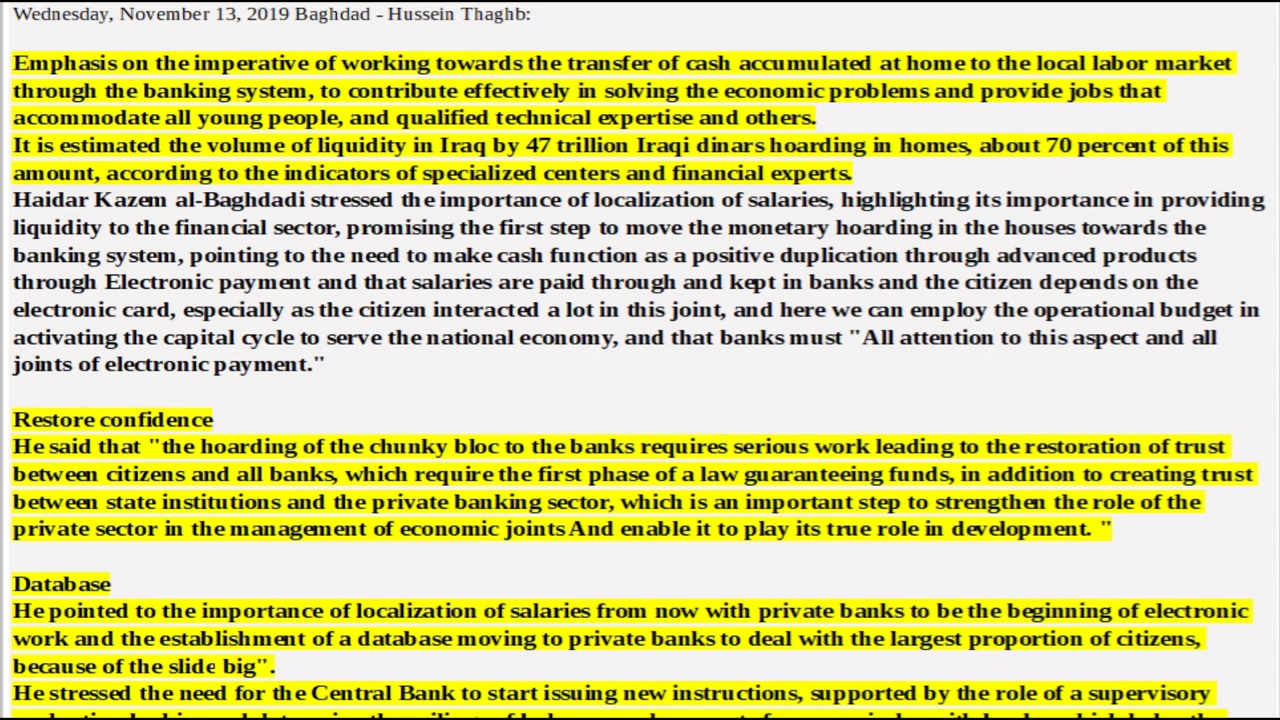 Wednesday, November 13, 2019 Baghdad - Hussein Thaghb:
Emphasis on the imperative of working towards the transfer of cash accumulated at home to the local labor market
through the banking system, to contribute effectively in solving the economic problems and provide jobs that
accommodate all young people, and qualified technical expertise and others.
It is estimated the volume of liquidity in Iraq by 47 trillion Iraqi dinars hoarding in homes, about 70 percent of this
amount, according to the indicators of specialized centers and financial experts.
Haidar Kazem al-Baghdadi stressed the importance of localization of salaries, highlighting its importance in providing
liquidity to the financial sector, promising the first step to move the monetary hoarding in the houses towards the
banking system, pointing to the need to make cash function as a positive duplication through advanced products
through Electronic payment and that salaries are paid through and kept in banks and the citizen depends on the
electronic card, especially as the citizen interacted a lot in this joint, and here we can employ the operational budget in
activating the capital cycle to serve the national economy, and that banks must "All attention to this aspect and all
joints of electronic payment."
Restore confidence
He said that "the hoarding of the chunky bloc to the banks requires serious work leading to the restoration of trust
between citizens and all banks, which require the first phase of a law guaranteeing funds, in addition to creating trust
between state institutions and the private banking sector, which is an important step to strengthen the role of the
private sector in the management of economic joints And enable it to play its true role in development. "
Database
He pointed to the importance of localization of salaries from now with private banks to be the beginning of electronic
work and the establishment of a database moving to private banks to deal with the largest proportion of citizens,
because of the slide big".
He stressed the need for the Central Bank to start issuing new instructions, supported by the role of a supervisory